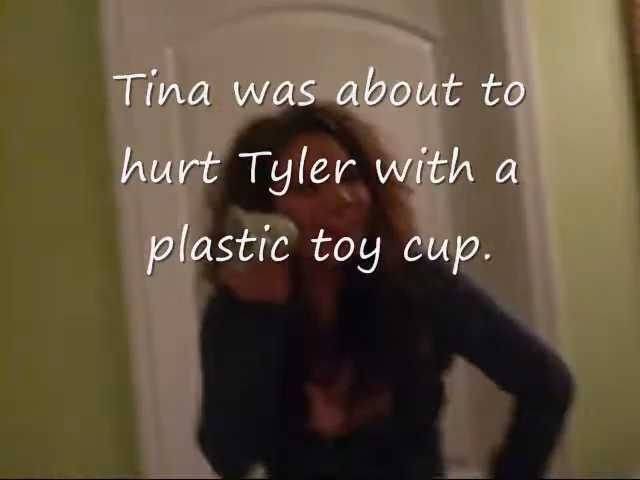 Tina was about to
hurt Tyler with a
plastic toy cup.